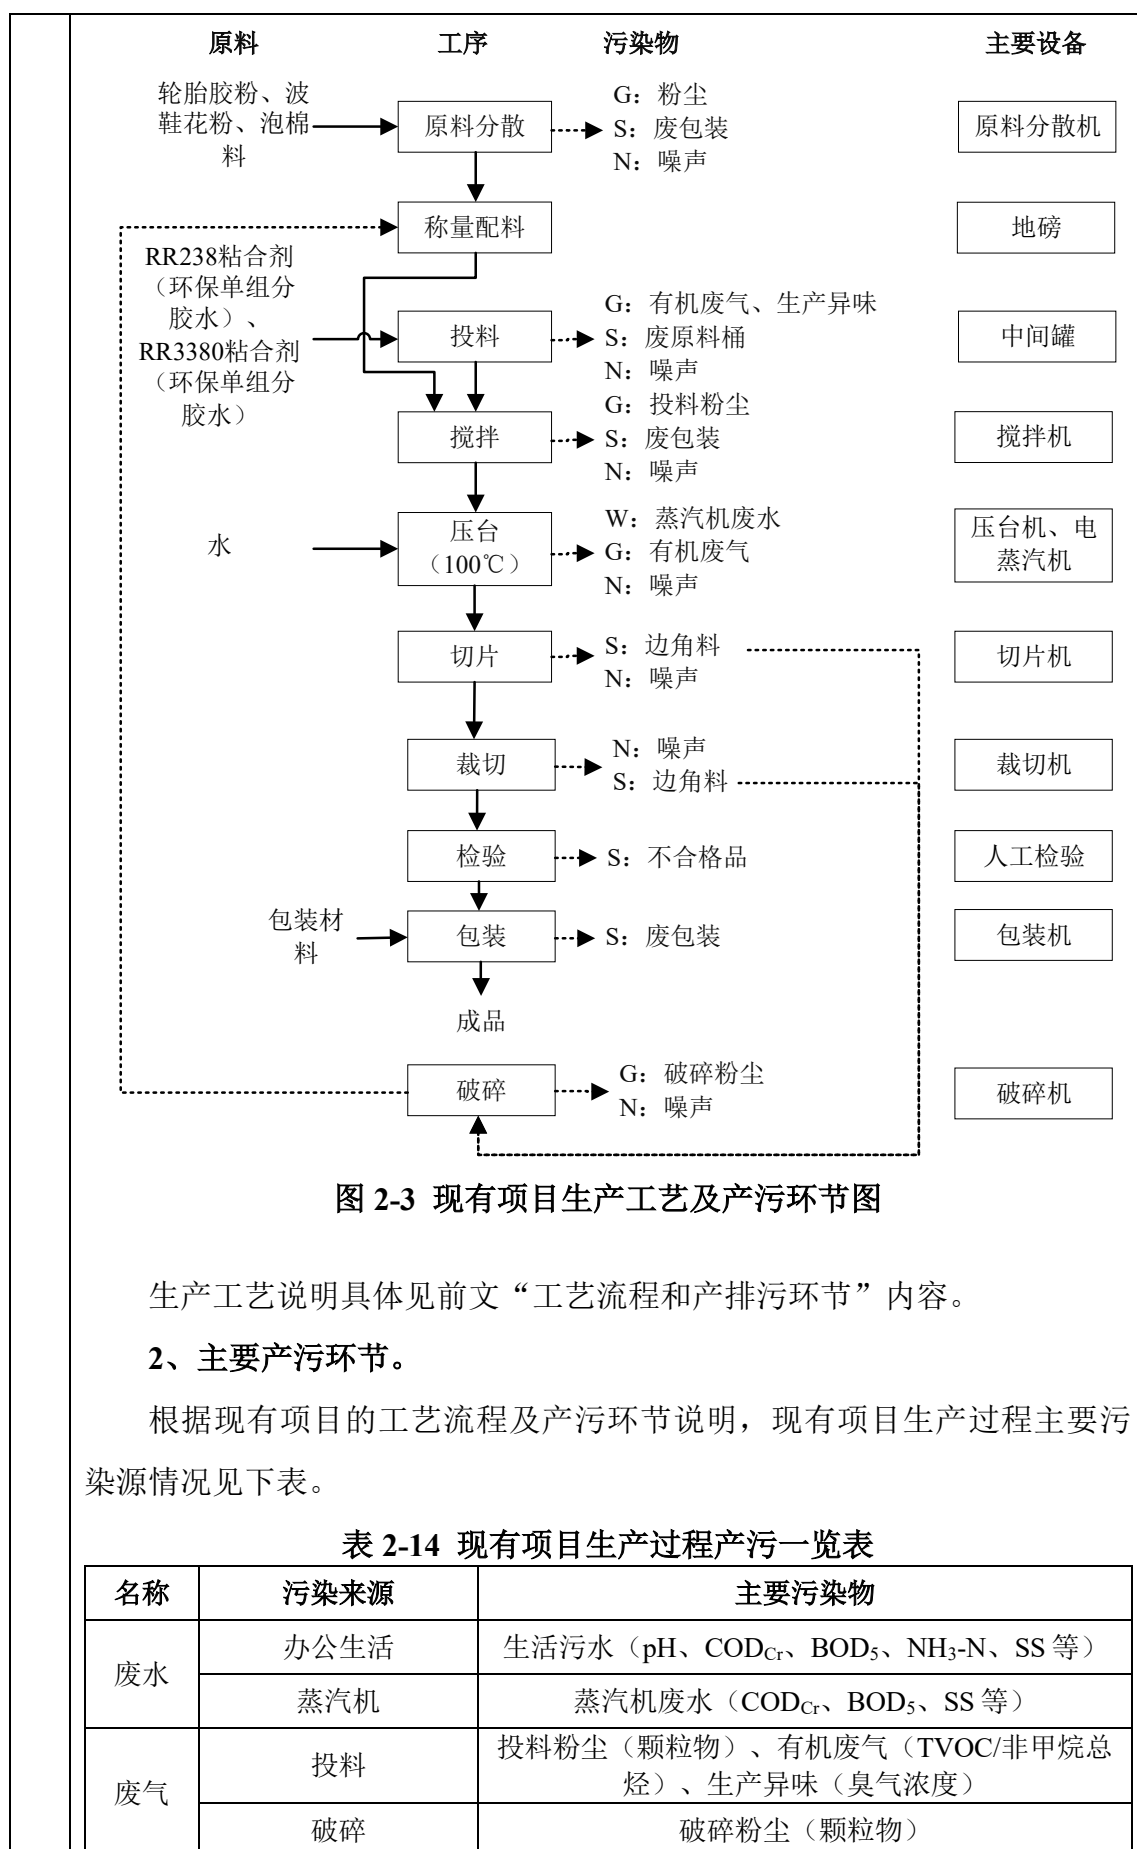 原料 工序 污染物 主要设备
轮胎胶粉、波
鞋花粉、泡棉
料
原料分散
G：粉尘
S：废包装
N：噪声
原料分散机
称量配料
地磅
RR238粘合剂
（环保单组分
胶水）、
RR3380粘合剂
（环保单组分
胶水）
投料
G：有机废气、生产异味
S：废原料桶
N：噪声
中间罐
搅拌
G：投料粉尘
S：废包装
N：噪声
搅拌机
水
压台
（100℃）
W：蒸汽机废水
G：有机废气
N：噪声
压台机、电
蒸汽机
切片
S：边角料
N：噪声
切片机
裁切
N：噪声
S：边角料
裁切机
检验
S：不合格品
人工检验
包装材
料
包装
S：废包装
包装机
成品
破碎
G：破碎粉尘
N：噪声
破碎机
图 2-3 现有项目生产工艺及产污环节图
生产工艺说明具体见前文“工艺流程和产排污环节”内容。
2、主要产污环节。
根据现有项目的工艺流程及产污环节说明，现有项目生产过程主要污
染源情况见下表。
表 2-14 现有项目生产过程产污一览表
名称 污染来源 主要污染物
废水
办公生活 生活污水（pH、CODCr、BOD5、NH3-N、SS 等）
蒸汽机 蒸汽机废水（CODCr、BOD5、SS 等）
废气
投料 投料粉尘（颗粒物）、有机废气（TVOC/非甲烷总
烃）、生产异味（臭气浓度）
破碎 破碎粉尘（颗粒物）